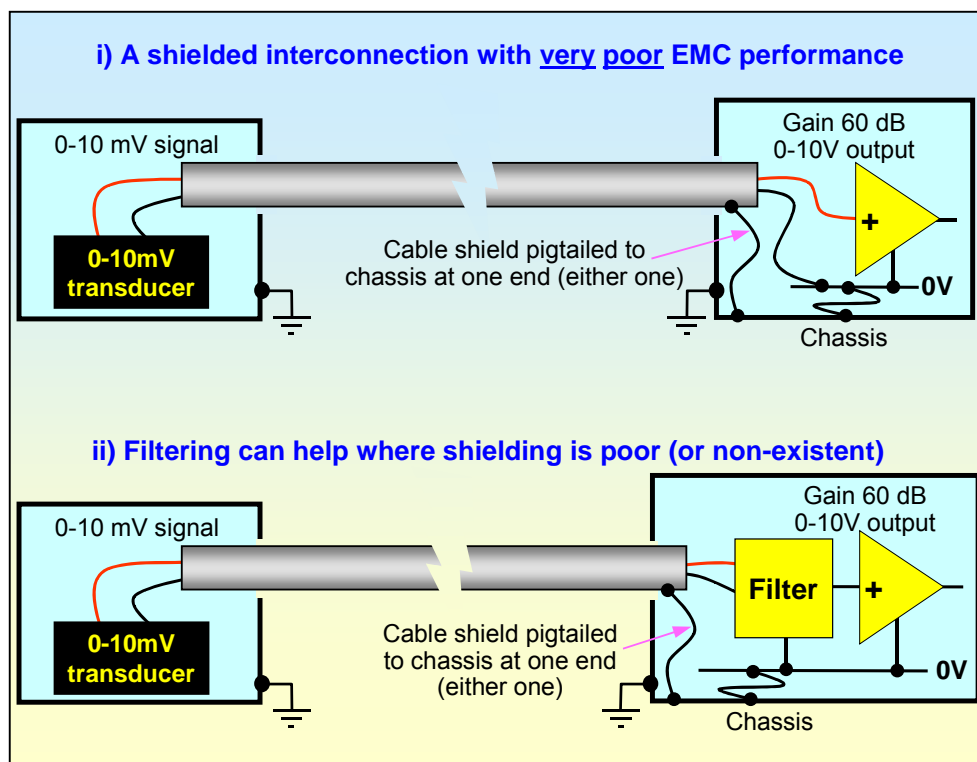 i) A shielded interconnection with very poor EMC performance
0-10 mV signal
0-10mV
transducer
Cable shield pigtailed to
chassis at one end (either one)
Gain 60 dB
0-10V output
+
0V
Chassis
ii) Filtering can help where shielding is poor (or non-existent)
0-10 mV signal
0-10mV
transducer
Cable shield pigtailed
to chassis at one end
(either one)
Gain 60 dB
0-10V output
Filter
+
0V
Chassis